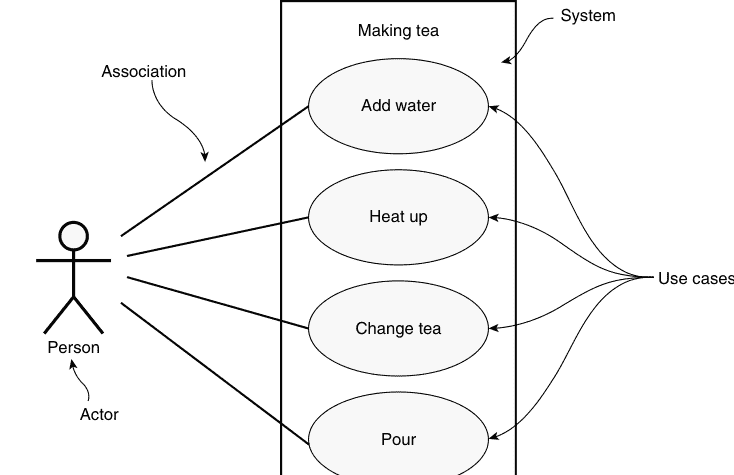 System
Making tea
Association
Add water
Heat up
Use cases
Change tea
Person
Actor
Pour